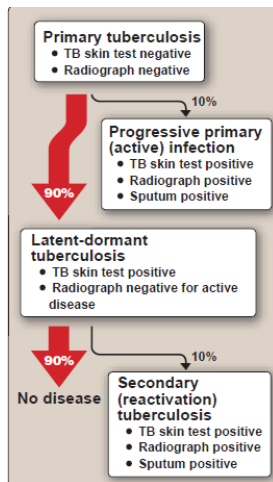 Primary tuberculosis
• TB skin test negative
• Radiograph negative
10%
Progressive primary
(active) infection
• TB skin test positive
• Radiograph positive
• Sputum positive
90%
Latent-dormant
tuberculosis
• TB skin test positive
• Radiograph negative for active
disease
90%
10%
No disease
Secondary
(reactivation)
tuberculosis
• TB skin test positive
• Radiograph positive
• Sputum positive